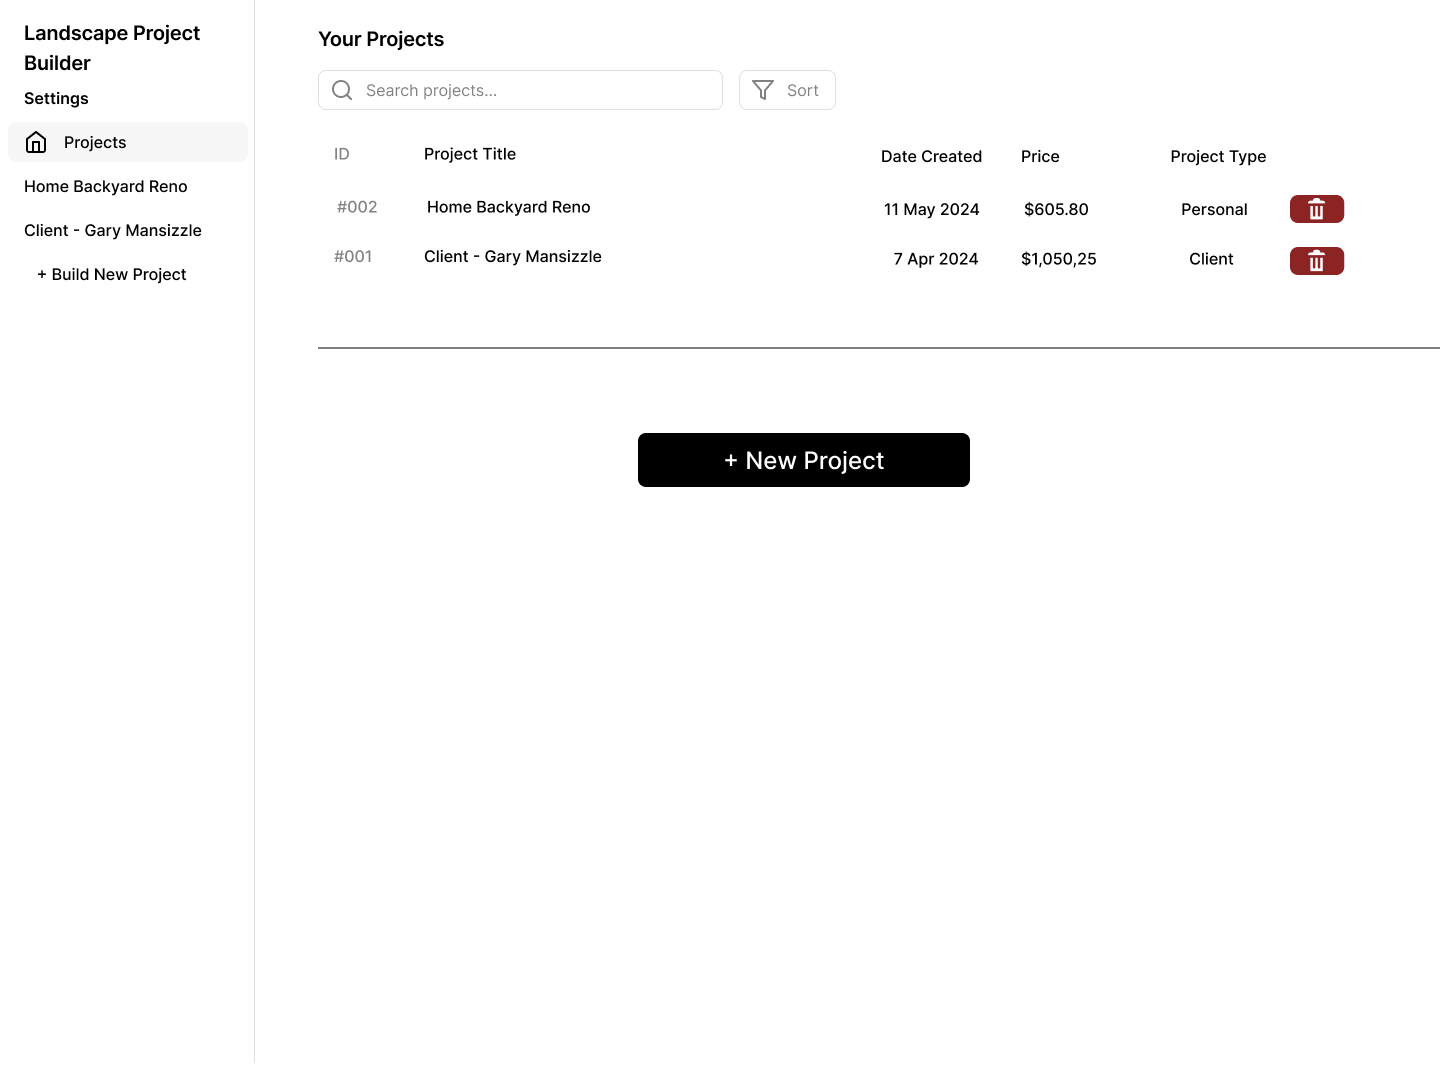 Landscape Project
Builder
Settings
Projects
Home Backyard Reno
Client - Gary Mansizzle
+ Build New Project
Your Projects
Search projects...
Sort
ID Project Title Date Created Price Project Type
#002 Home Backyard Reno 11 May 2024 $605.80 Personal
#001 Client - Gary Mansizzle 7 Apr 2024 $1,050,25 Client
+ New Project